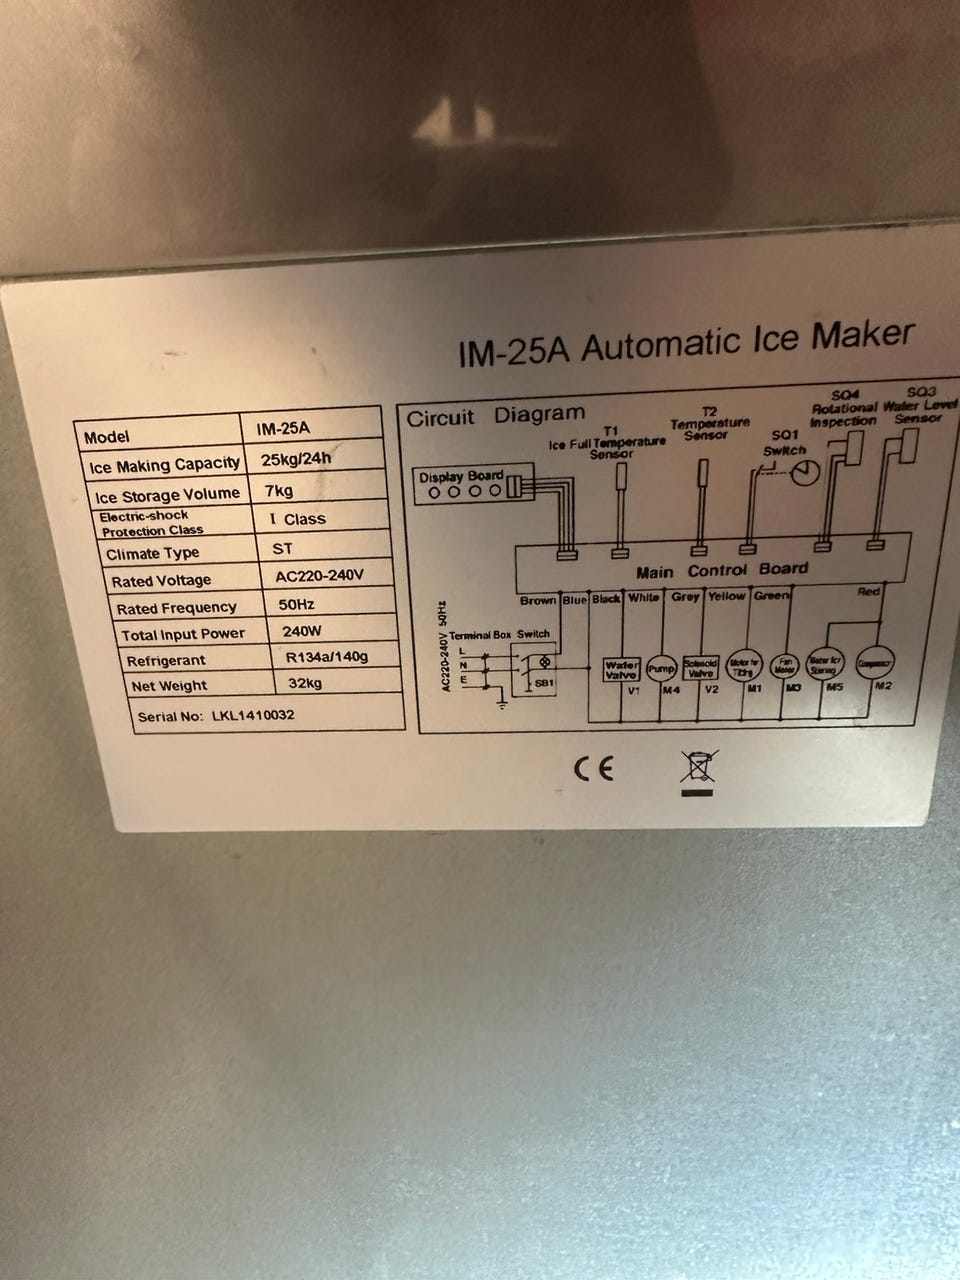 IM-25A Automatic Ice Maker
Model IM-25A
Ice Making Capacity 25kg/24h
Ice Storage Volume 7kg
Electric-shock
Protection Class I Class
Climate Type ST
Rated Voltage AC220-240V
Rated Frequency 50Hz
Total Input Power 240W
Refrigerant R134a/140g
Net Weight 32kg
Serial No: LKL1410032
Circuit Diagram
Display Board
T1
Ice Full Temperature
Sensor
T2
Temperature
Sensor
SQ1
Switch
SQ4
Rotational
Inspection
SQ3
Water Level
Sensor
Main Control Board
Brown Blue Black White Grey Yellow Green Red
AC220-240V 50Hz
Terminal Box Switch
L
N
E
SB1
Water
Valve
V1
Pump
M4
Solenoid
Valve
V2
Motor for
M1
Fan
Motor
M3
Motor for
M5
Compressor
M2
CE